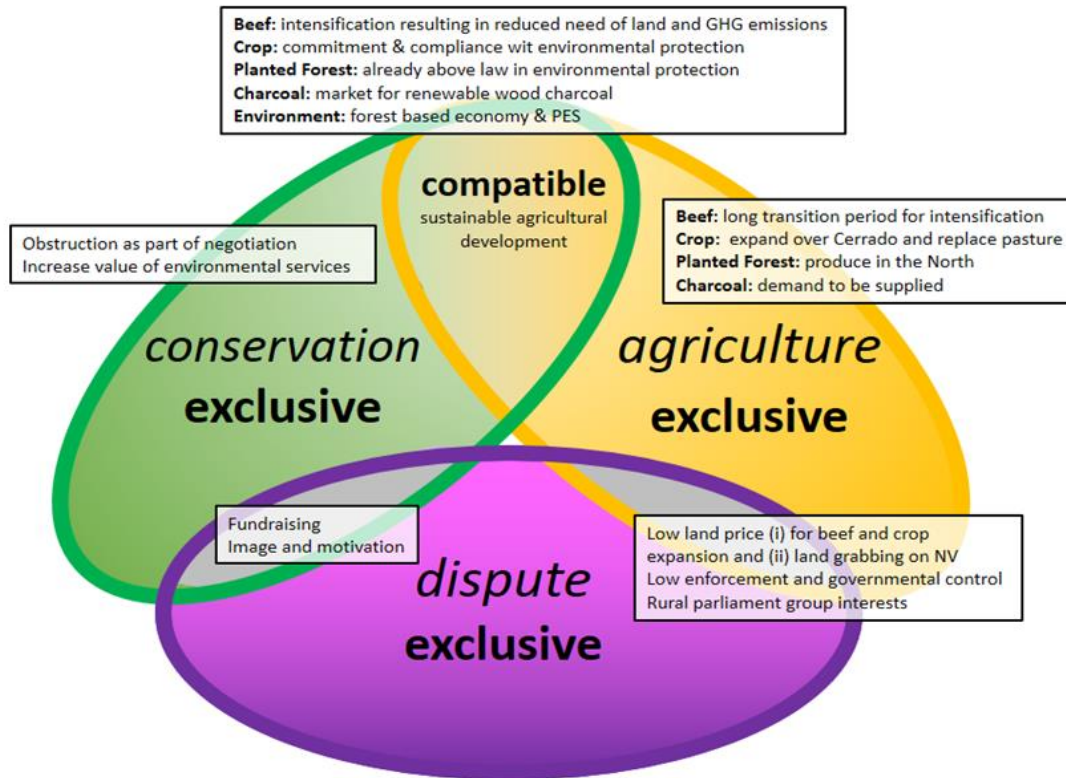 Beef: intensification resulting in reduced need of land and GHG emissions
Crop: commitment & compliance wit environmental protection
Planted Forest: already above law in environmental protection
Charcoal: market for renewable wood charcoal
Environment: forest based economy & PES
compatible
sustainable agricultural
development
Obstruction as part of negotiation
Increase value of environmental services
Beef: long transition period for intensification
Crop: expand over Cerrado and replace pasture
Planted Forest: produce in the North
Charcoal: demand to be supplied
conservation
exclusive
agriculture
exclusive
Fundraising
Image and motivation
Low land price (i) for beef and crop
expansion and (ii) land grabbing on NV
Low enforcement and governmental control
Rural parliament group interests
dispute
exclusive